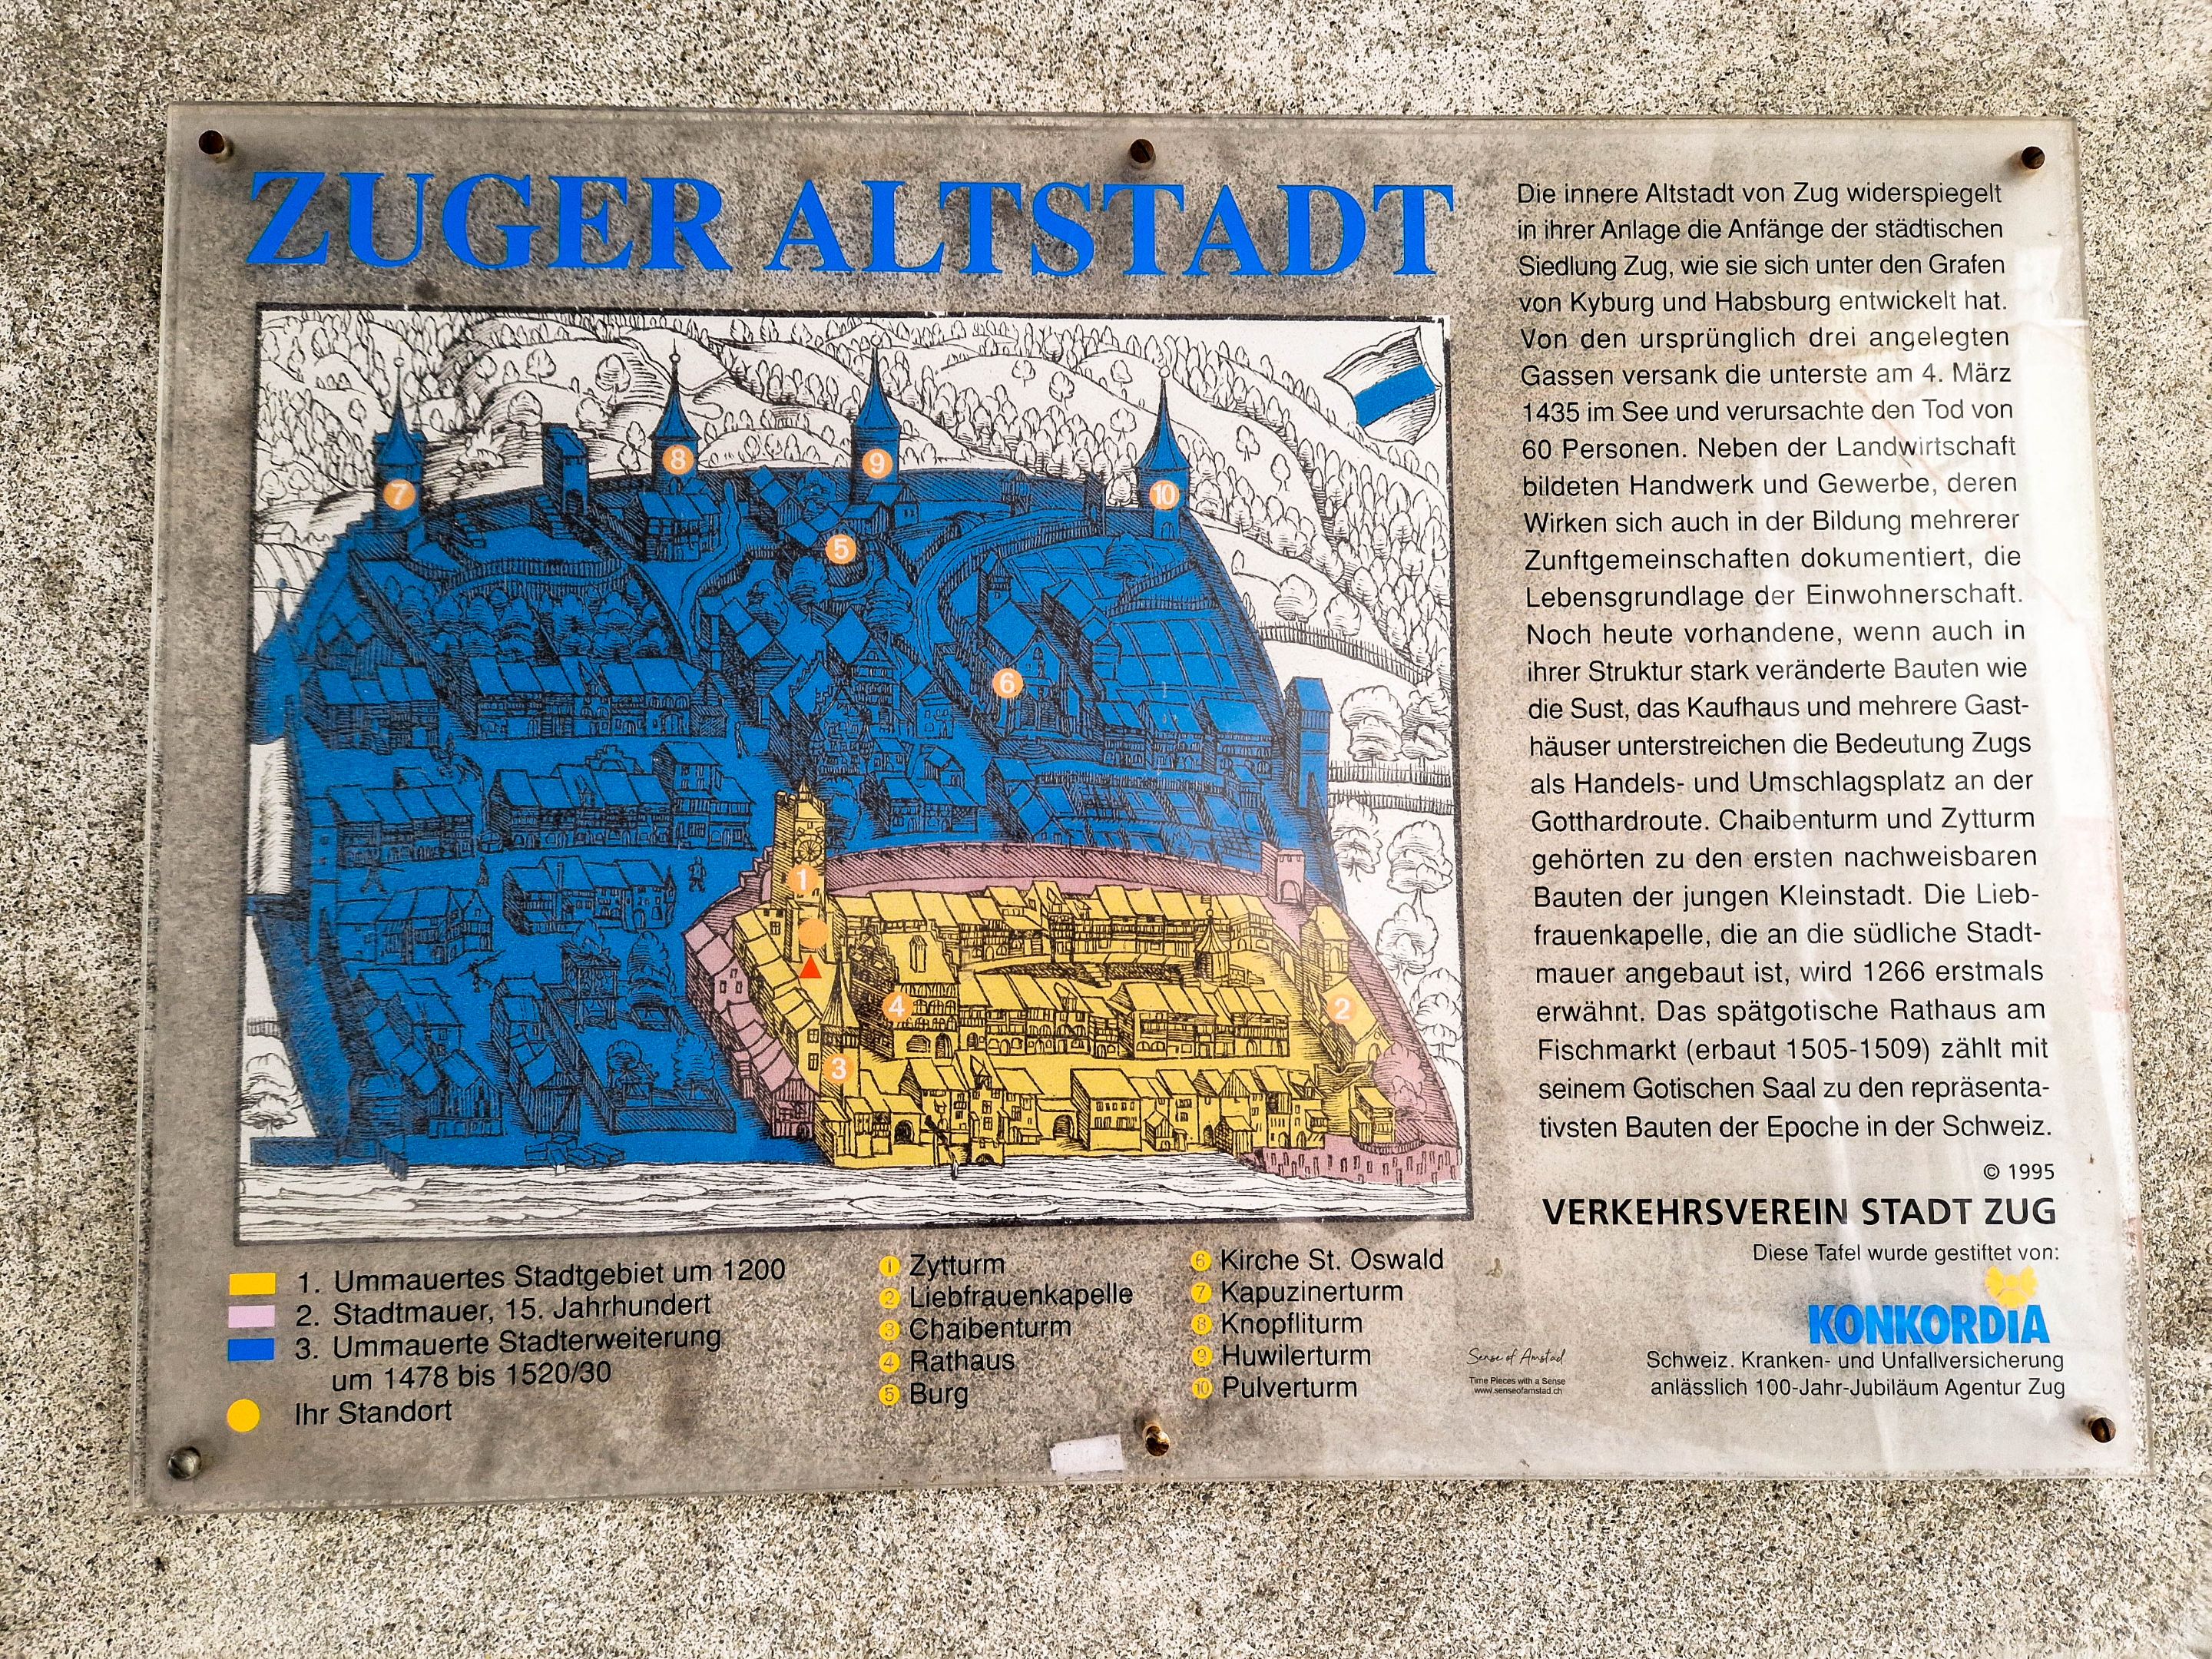 ZUGER ALTSTADT
7
8
9
10
5
6
1
4
2
3
Die innere Altstadt von Zug widerspiegelt
in ihrer Anlage die Anfänge der städtischen
Siedlung Zug, wie sie sich unter den Grafen
von Kyburg und Habsburg entwickelt hat.
Von den ursprünglich drei angelegten
Gassen versank die unterste am 4. März
1435 im See und verursachte den Tod von
60 Personen. Neben der Landwirtschaft
bildeten Handwerk und Gewerbe, deren
Wirken sich auch in der Bildung mehrerer
Zunftgemeinschaften dokumentiert, die
Lebensgrundlage der Einwohnerschaft.
Noch heute vorhandene, wenn auch in
ihrer Struktur stark veränderte Bauten wie
die Sust, das Kaufhaus und mehrere Gast-
häuser unterstreichen die Bedeutung Zugs
als Handels- und Umschlagsplatz an der
Gotthardroute. Chaibenturm und Zytturm
gehörten zu den ersten nachweisbaren
Bauten der jungen Kleinstadt. Die Lieb-
frauenkapelle, die an die südliche Stadt-
mauer angebaut ist, wird 1266 erstmals
erwähnt. Das spätgotische Rathaus am
Fischmarkt (erbaut 1505-1509) zählt mit
seinem Gotischen Saal zu den repräsenta-
tivsten Bauten der Epoche in der Schweiz.
© 1995
VERKEHRSVEREIN STADT ZUG
Diese Tafel wurde gestiftet von:
KONKORDIA
Schweiz. Kranken- und Unfallversicherung
anlässlich 100-Jahr-Jubiläum Agentur Zug
1. Ummauertes Stadtgebiet um 1200
2. Stadtmauer, 15. Jahrhundert
3. Ummauerte Stadterweiterung
um 1478 bis 1520/30
Ihr Standort
1 Zytturm
2 Liebfrauenkapelle
3 Chaibenturm
4 Rathaus
5 Burg
6 Kirche St. Oswald
7 Kapuzinerturm
8 Knopfliturm
9 Huwilerturm
10 Pulverturm
Sense of Amstad
Time Pieces with a Sense
www.senseofamstad.ch